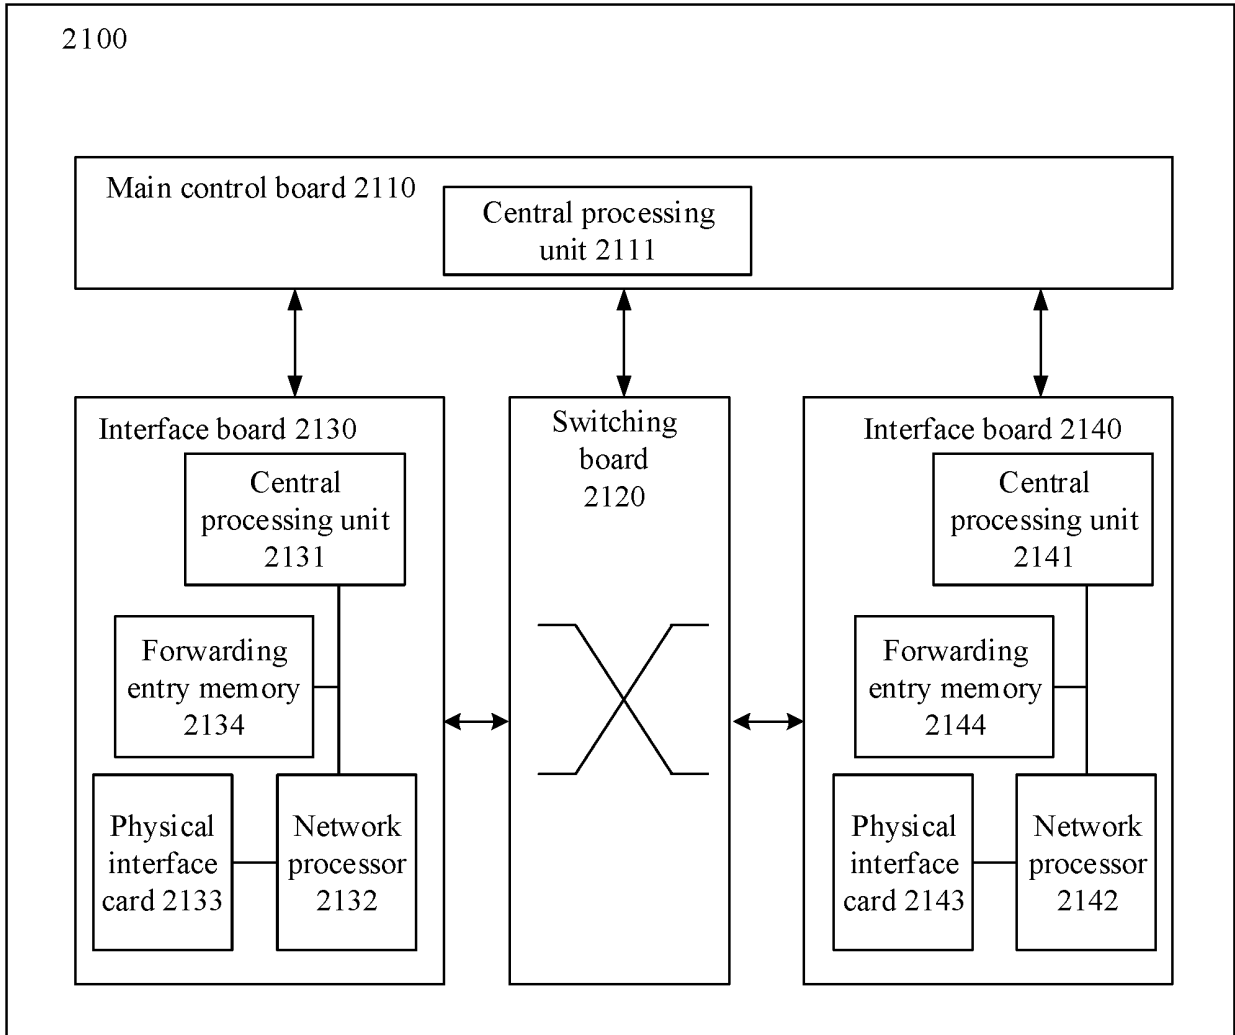 2100
Main control board 2110
Central processing
unit 2111
Interface board 2130
Central
processing unit
2131
Forwarding
entry memory
2134
Physical
interface
card 2133
Network
processor
2132
Switching
board
2120
Interface board 2140
Central
processing unit
2141
Forwarding
entry memory
2144
Physical
interface
card 2143
Network
processor
2142